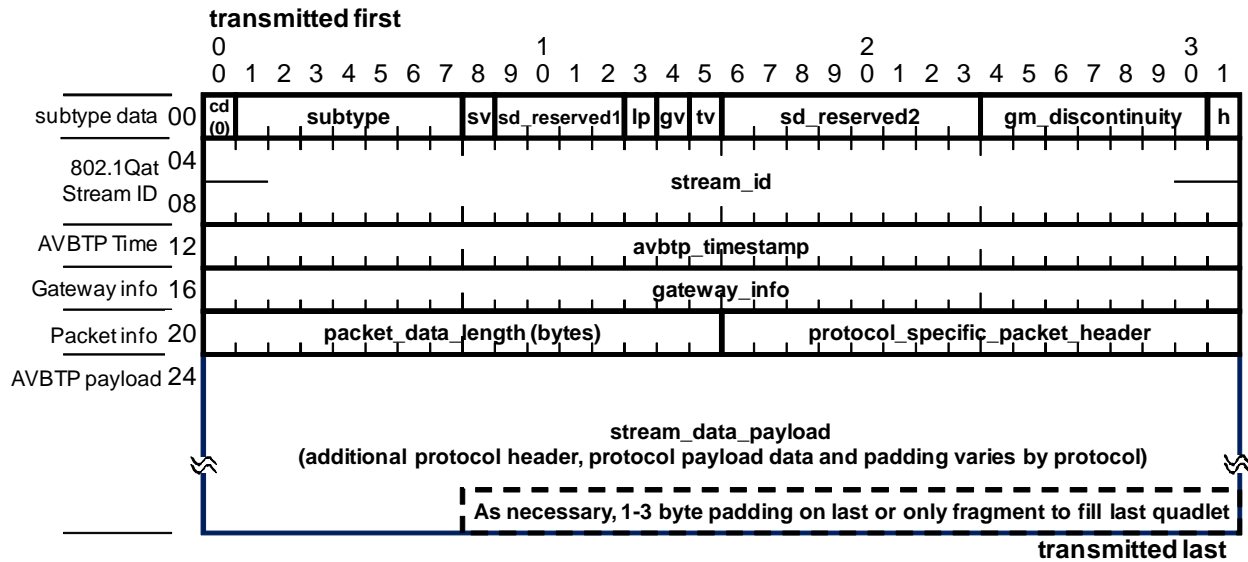 transmitted first
0 1 2 3
0 1 2 3 4 5 6 7 8 9 0 1 2 3 4 5 6 7 8 9 0 1 2 3 4 5 6 7 8 9 0 1
subtype data 00 cd (0) subtype sv sd_reserved1 lp gv tv sd_reserved2 gm_discontinuity h
802.1Qat 04
Stream ID stream_id
08
AVBTP Time 12 avbtp_timestamp
Gateway info 16 gateway_info
Packet info 20 packet_data_length (bytes) protocol_specific_packet_header
AVBTP payload 24
stream_data_payload
(additional protocol header, protocol payload data and padding varies by protocol)
As necessary, 1-3 byte padding on last or only fragment to fill last quadlet
transmitted last